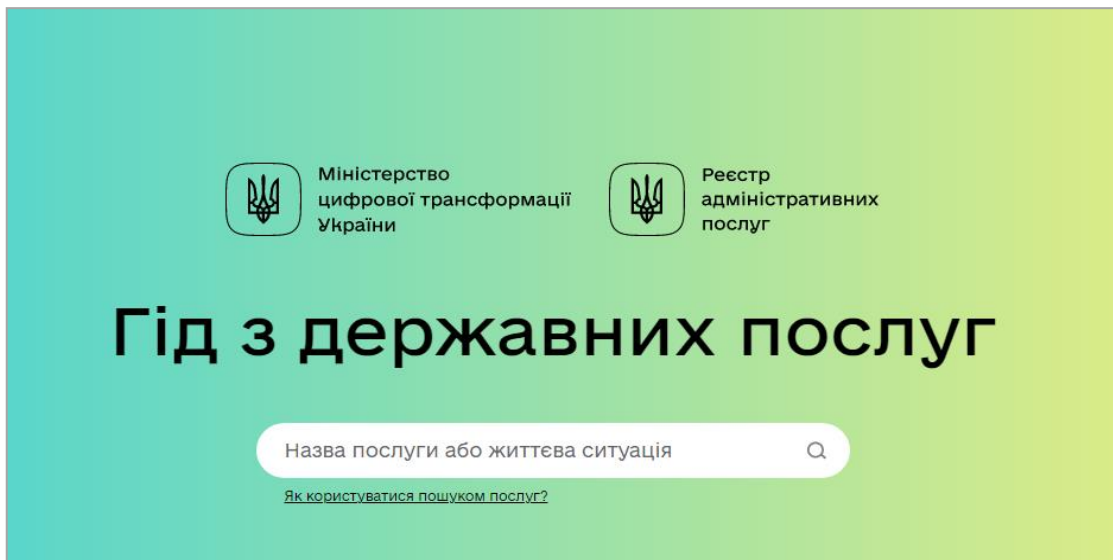 Міністерство
цифрової трансформації
України
Реєстр
адміністративних
послуг
Гід з державних послуг
Назва послуги або життєва ситуація
Як користуватися пошуком послуг?